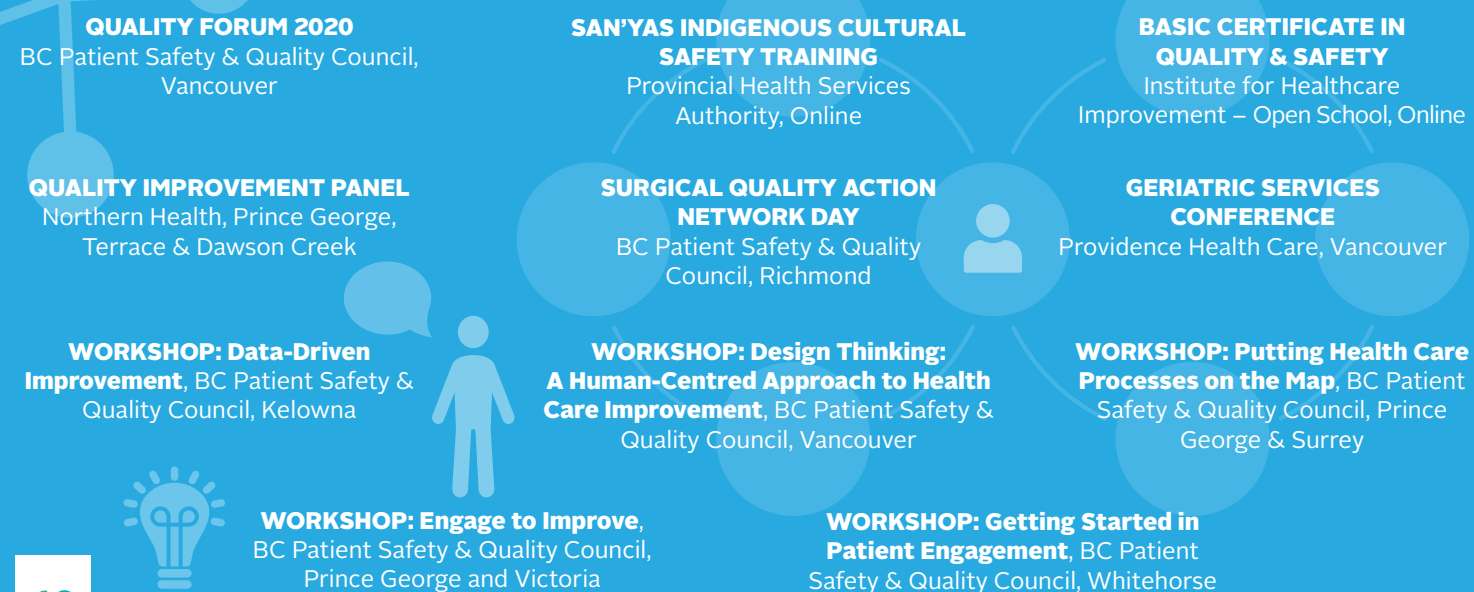 QUALITY FORUM 2020
BC Patient Safety & Quality Council,
Vancouver
SAN'YAS INDIGENOUS CULTURAL
SAFETY TRAINING
Provincial Health Services
Authority, Online
BASIC CERTIFICATE IN
QUALITY & SAFETY
Institute for Healthcare
Improvement – Open School, Online
QUALITY IMPROVEMENT PANEL
Northern Health, Prince George,
Terrace & Dawson Creek
SURGICAL QUALITY ACTION
NETWORK DAY
BC Patient Safety & Quality
Council, Richmond
GERIATRIC SERVICES
CONFERENCE
Providence Health Care, Vancouver
WORKSHOP: Data-Driven
Improvement, BC Patient Safety &
Quality Council, Kelowna
WORKSHOP: Design Thinking:
A Human-Centred Approach to Health
Care Improvement, BC Patient Safety &
Quality Council, Vancouver
WORKSHOP: Putting Health Care
Processes on the Map, BC Patient
Safety & Quality Council, Prince
George & Surrey
WORKSHOP: Engage to Improve,
BC Patient Safety & Quality Council,
Prince George and Victoria
WORKSHOP: Getting Started in
Patient Engagement, BC Patient
Safety & Quality Council, Whitehorse